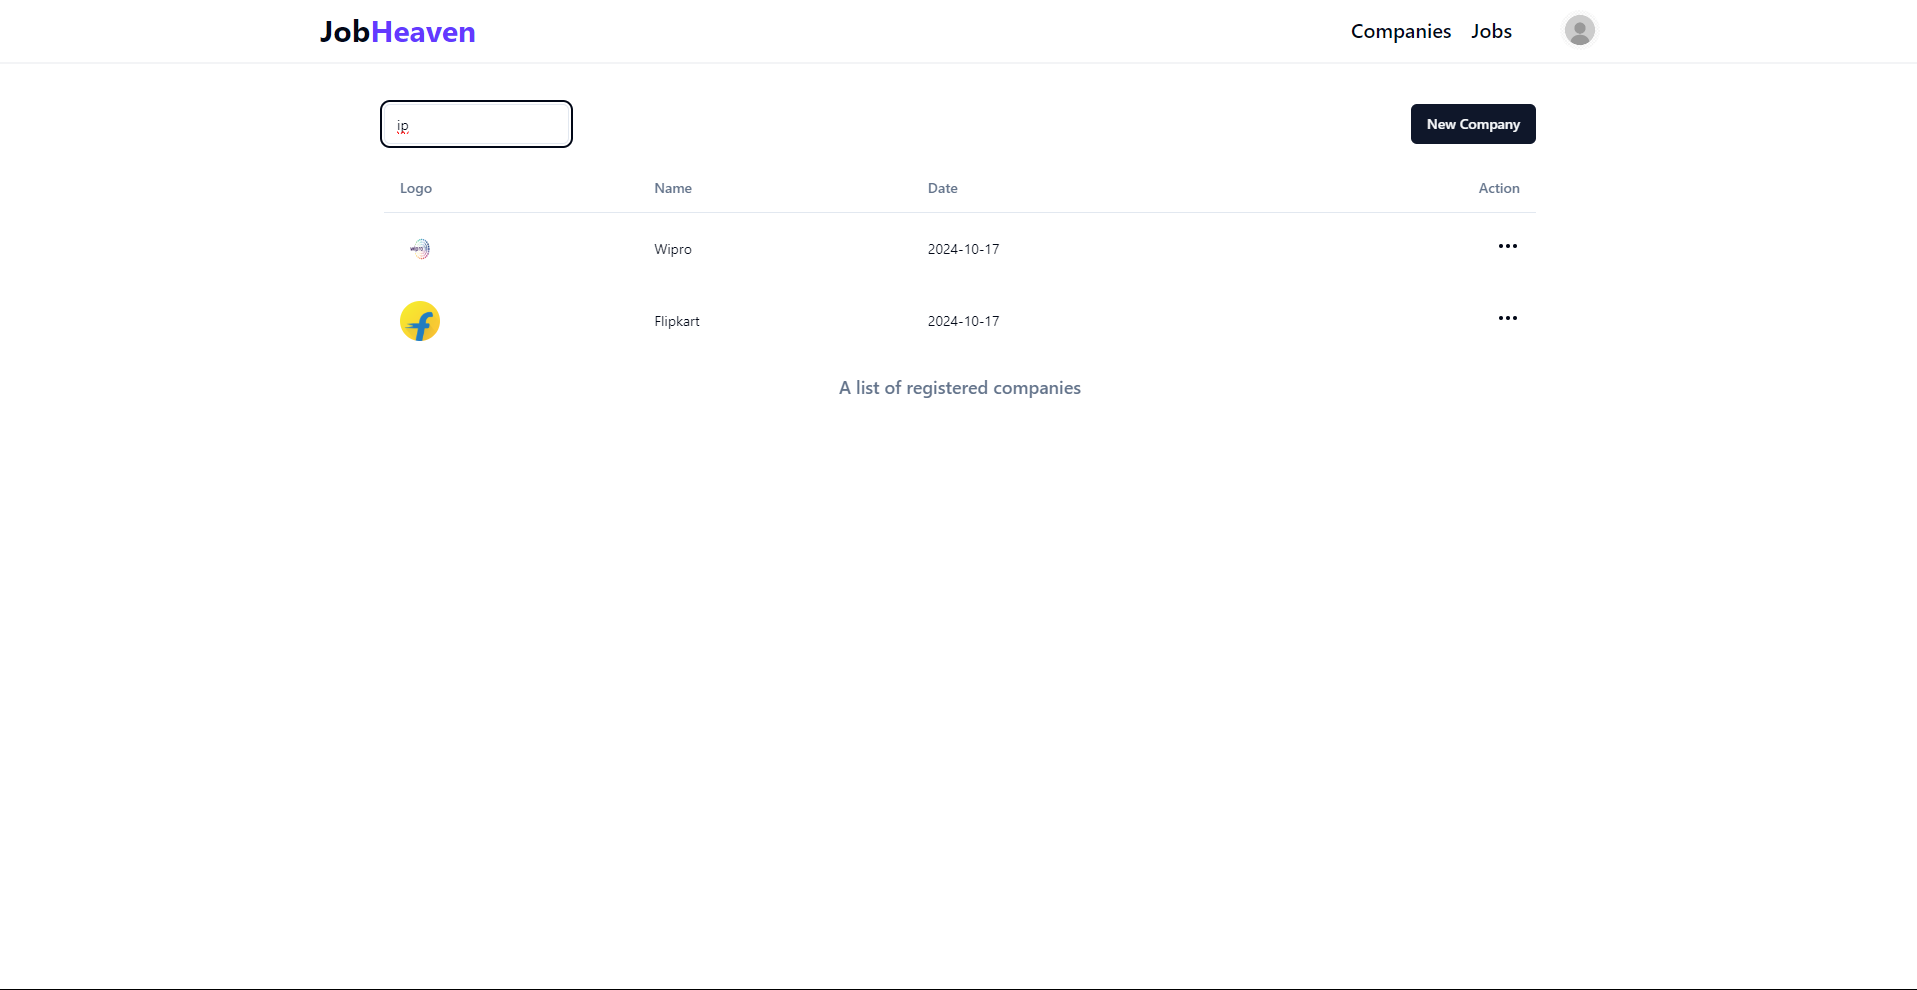 JobHeaven
Companies Jobs
ip
New Company
Logo Name Date Action
wipro Wipro 2024-10-17
Flipkart 2024-10-17
A list of registered companies